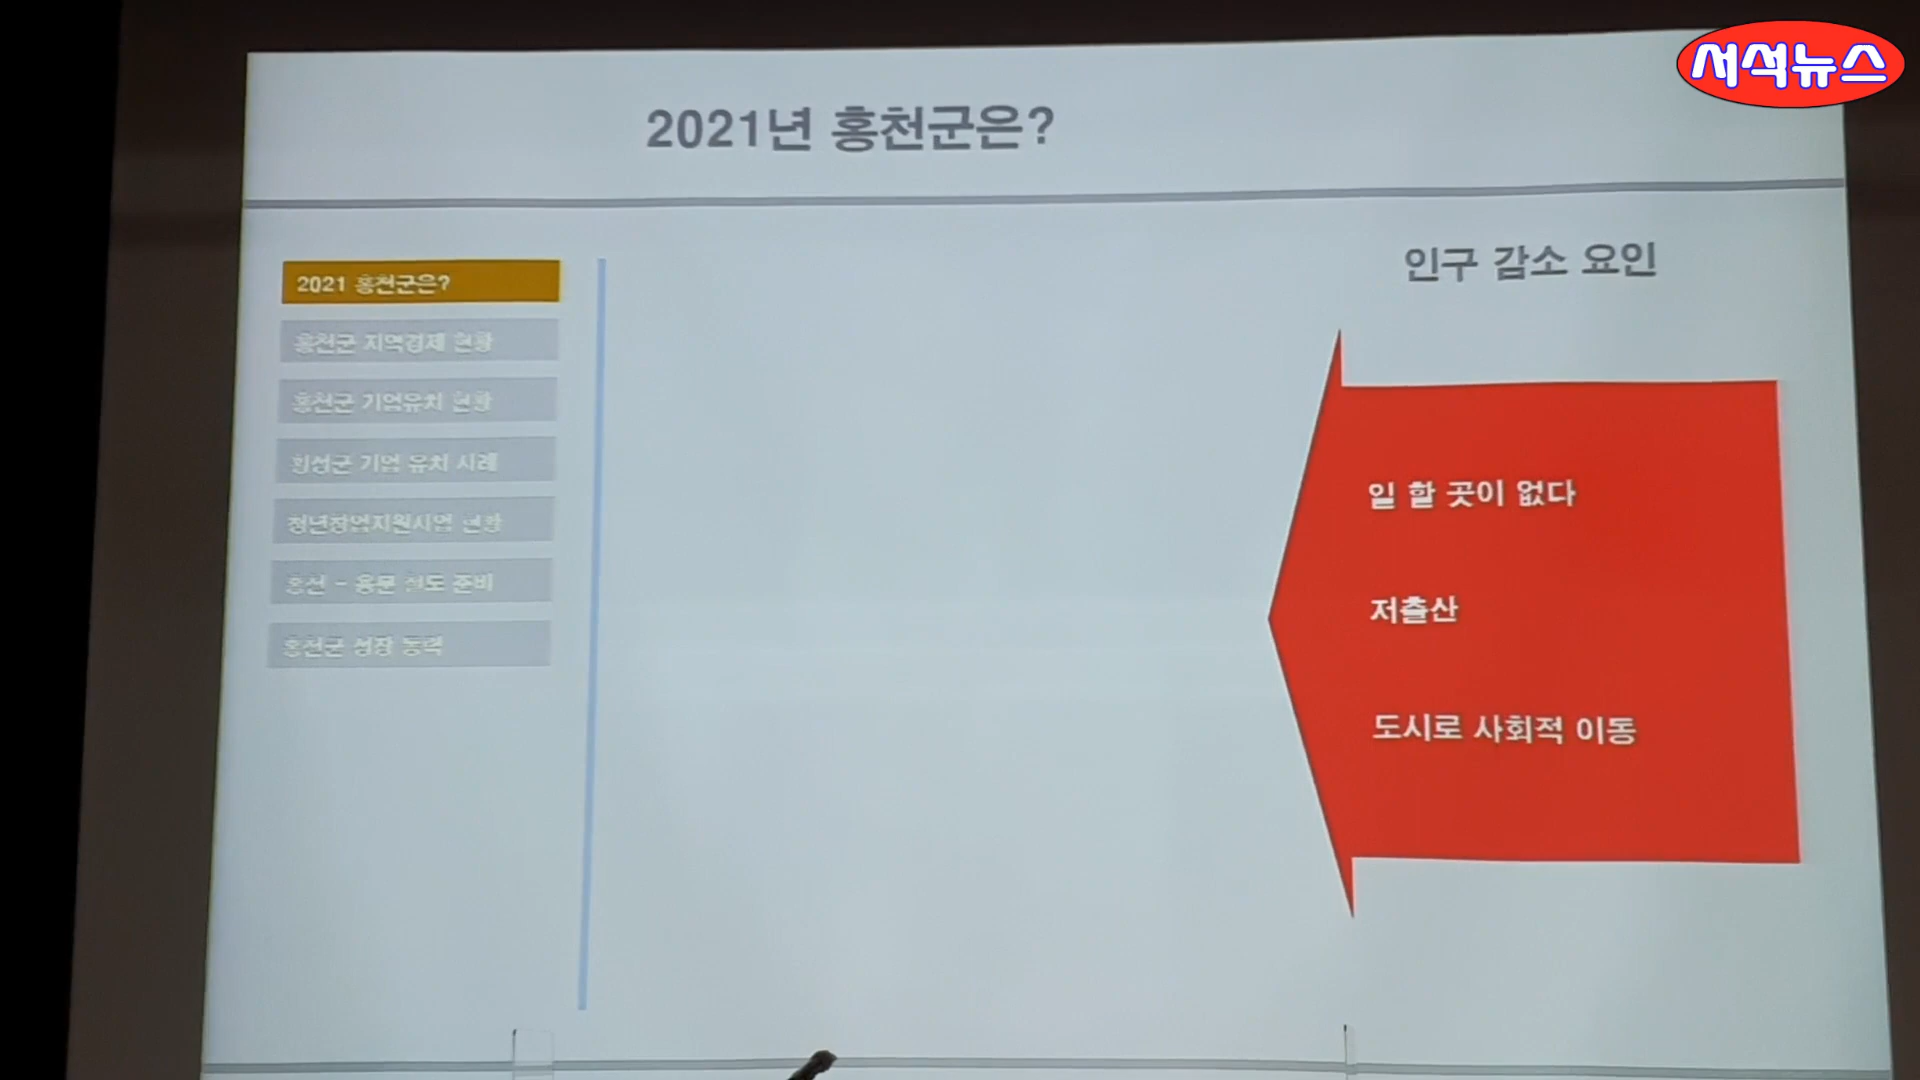 서석뉴스
2021년 홍천군은?
2021 홍천군은?
홍천군 지역경제 현황
홍천군 기업유치 현황
횡성군 기업 유치 사례
청년창업지원사업 현황
홍천 - 용문 철도 준비
홍천군 성장 동력
인구 감소 요인
일 할 곳이 없다
저출산
도시로 사회적 이동